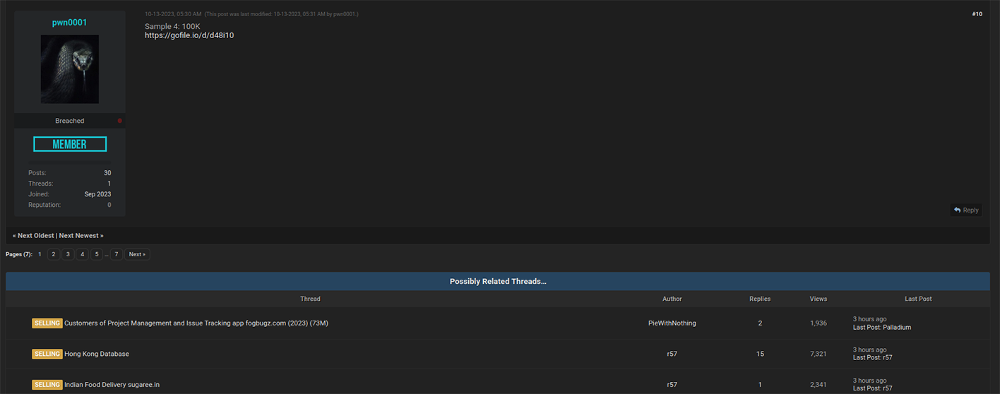 10-13-2023, 05:30 AM (This post was last modified: 10-13-2023, 05:31 AM by pwn0001.)
#10
pwn0001
Sample 4: 100K
https://gofile.io/d/d48i10
Breached
MEMBER
Posts: 30
Threads: 1
Joined: Sep 2023
Reputation: 0
Reply
« Next Oldest | Next Newest »
Pages (7): 1 2 3 4 5 ... 7 Next »
Possibly Related Threads...
Thread Author Replies Views Last Post
SELLING Customers of Project Management and Issue Tracking app fogbugz.com (2023) (73M) PieWithNothing 2 1,936 3 hours ago
Last Post: Palladium
SELLING Hong Kong Database r57 15 7,321 3 hours ago
Last Post: r57
SELLING Indian Food Delivery sugaree.in r57 1 2,341 3 hours ago
Last Post: r57